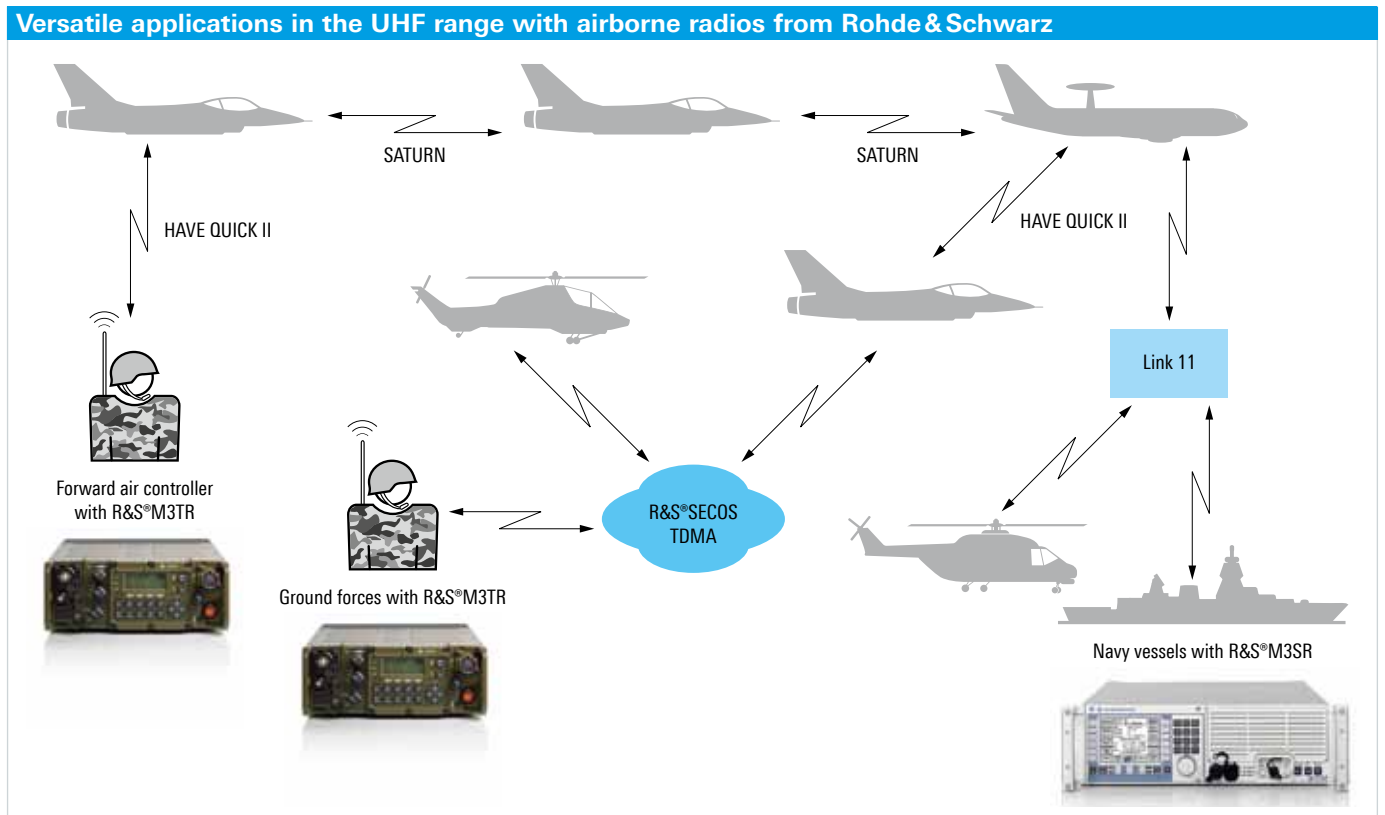 Versatile applications in the UHF range with airborne radios from Rohde & Schwarz
SATURN
SATURN
HAVE QUICK II
HAVE QUICK II
Link 11
Forward air controller
with R&S®M3TR
R&S®SECOS
TDMA
Ground forces with R&S®M3TR
Navy vessels with R&S®M3SR